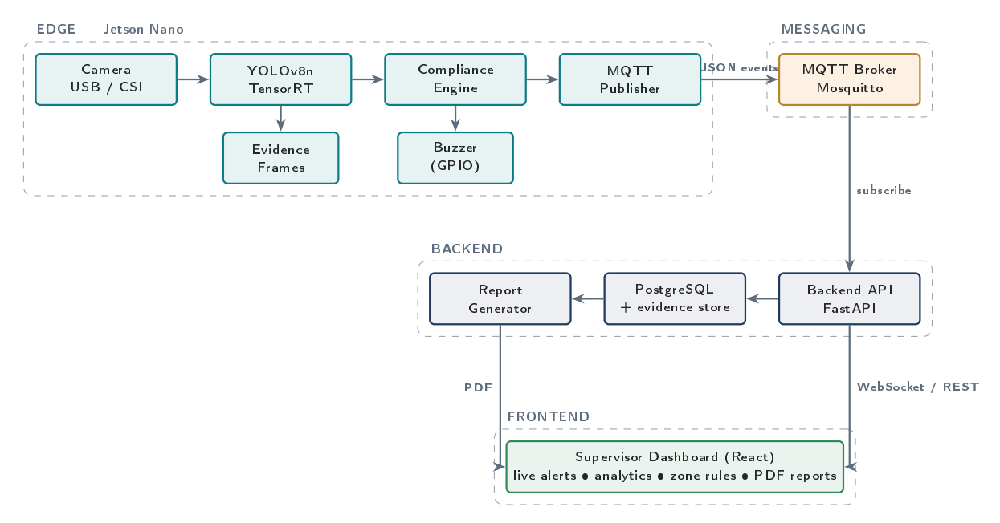 EDGE — Jetson Nano
MESSAGING
Camera
USB / CSI
YOLOv8n
TensorRT
Compliance
Engine
MQTT
Publisher
JSON events
MQTT Broker
Mosquitto
Evidence
Frames
Buzzer
(GPIO)
subscribe
BACKEND
Report
Generator
PostgreSQL
+ evidence store
Backend API
FastAPI
PDF
WebSocket / REST
FRONTEND
Supervisor Dashboard (React)
live alerts • analytics • zone rules • PDF reports